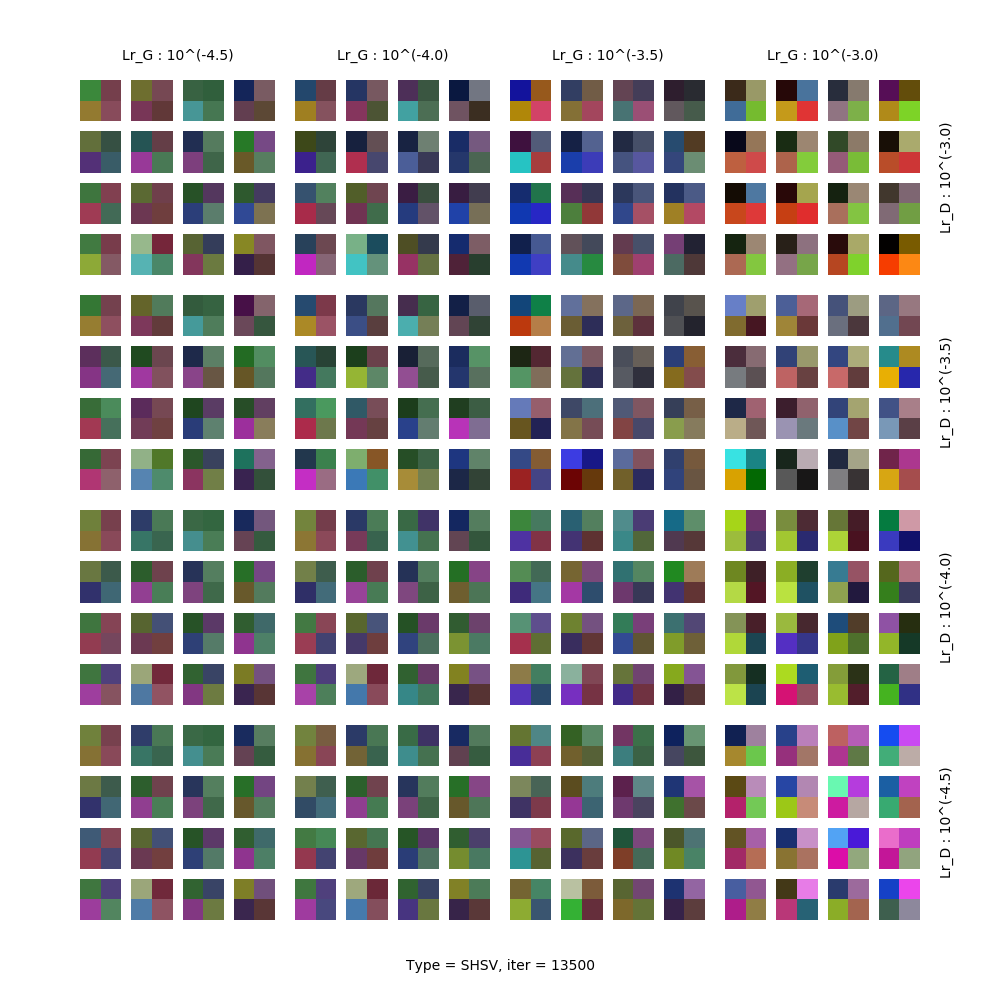 Lr_G : 10^(-4.5)
Lr_G : 10^(-4.0)
Lr_G : 10^(-3.5)
Lr_G : 10^(-3.0)
Lr_D : 10^(-3.0)
Lr_D : 10^(-3.5)
Lr_D : 10^(-4.0)
Lr_D : 10^(-4.5)
Type = SHSV, iter = 13500